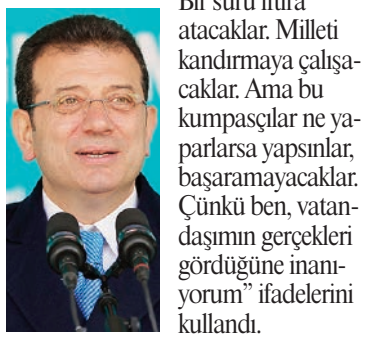 Bir sürü iftira
atacaklar. Milleti
kandırmaya çalışa-
caklar. Ama bu
kumpasçılar ne ya-
parlarsa yapsınlar,
başaramayacaklar.
Çünkü ben, vatan-
daşımın gerçekleri
gördüğüne inanı-
yorum” ifadelerini
kullandı.